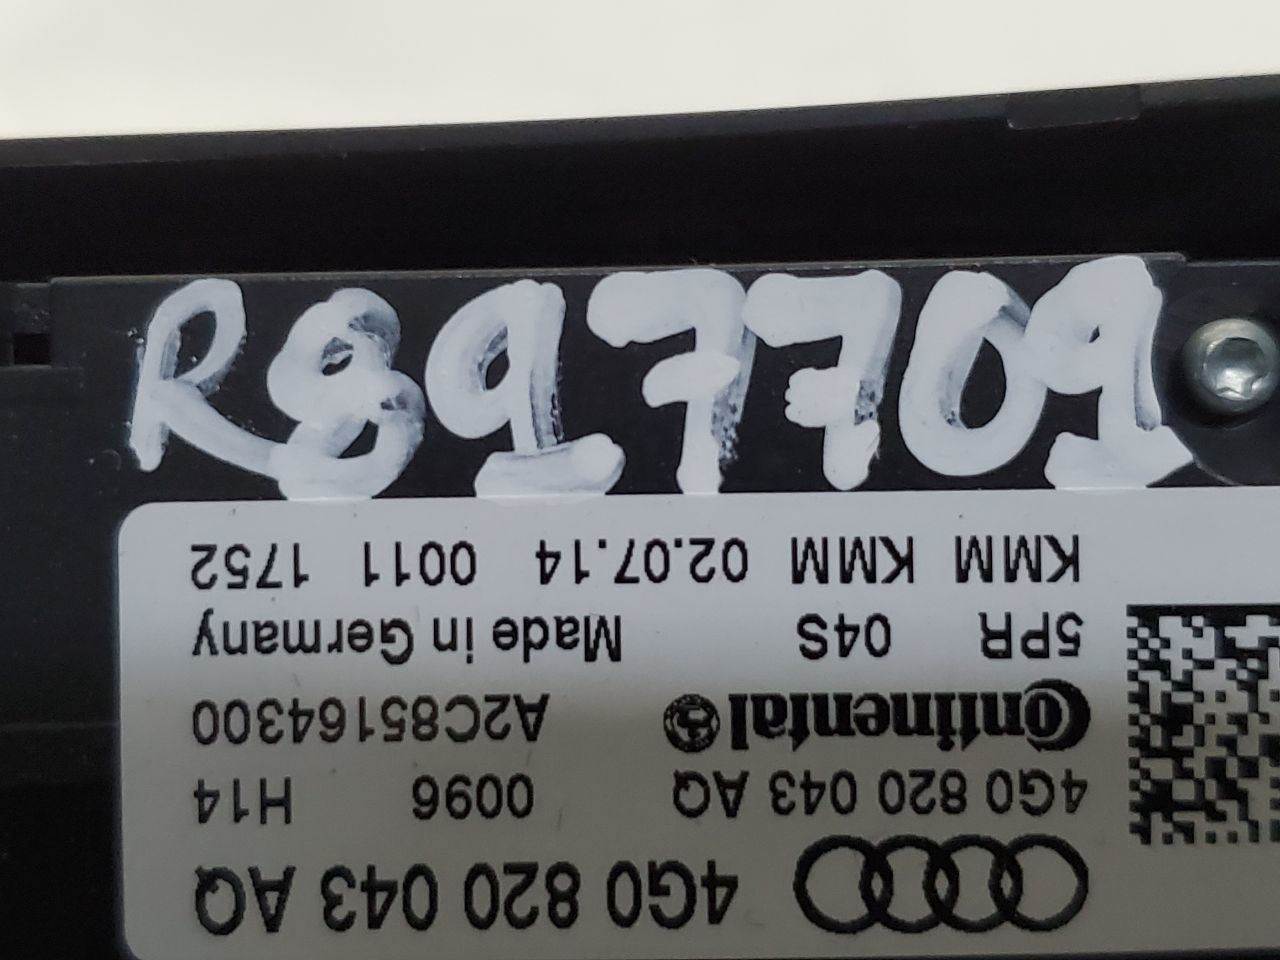 R897709
4G0 820 043 AQ
4G0 820 043 AQ 0096 H14
Continental A2C85164300
5PR 04S Made in Germany
KMM KMM 02.07.14 0011 1752